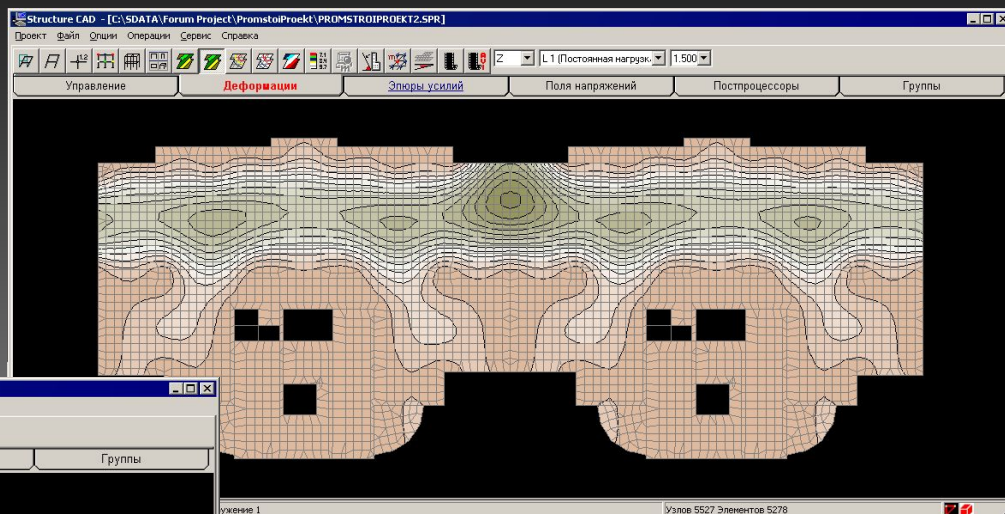 Structure CAD - [C:\SDATA\Forum Project\PromstoiProekt\PROMSTROIPROEKT2.SPR]
Проект Файл Опции Операции Сервис Справка
Z L 1 (Постоянная нагрузк. 1.500
Управление Деформации Эпюры усилий Поля напряжений Постпроцессоры Группы
Группы
ужение 1 Узлов 5527 Элементов 5278